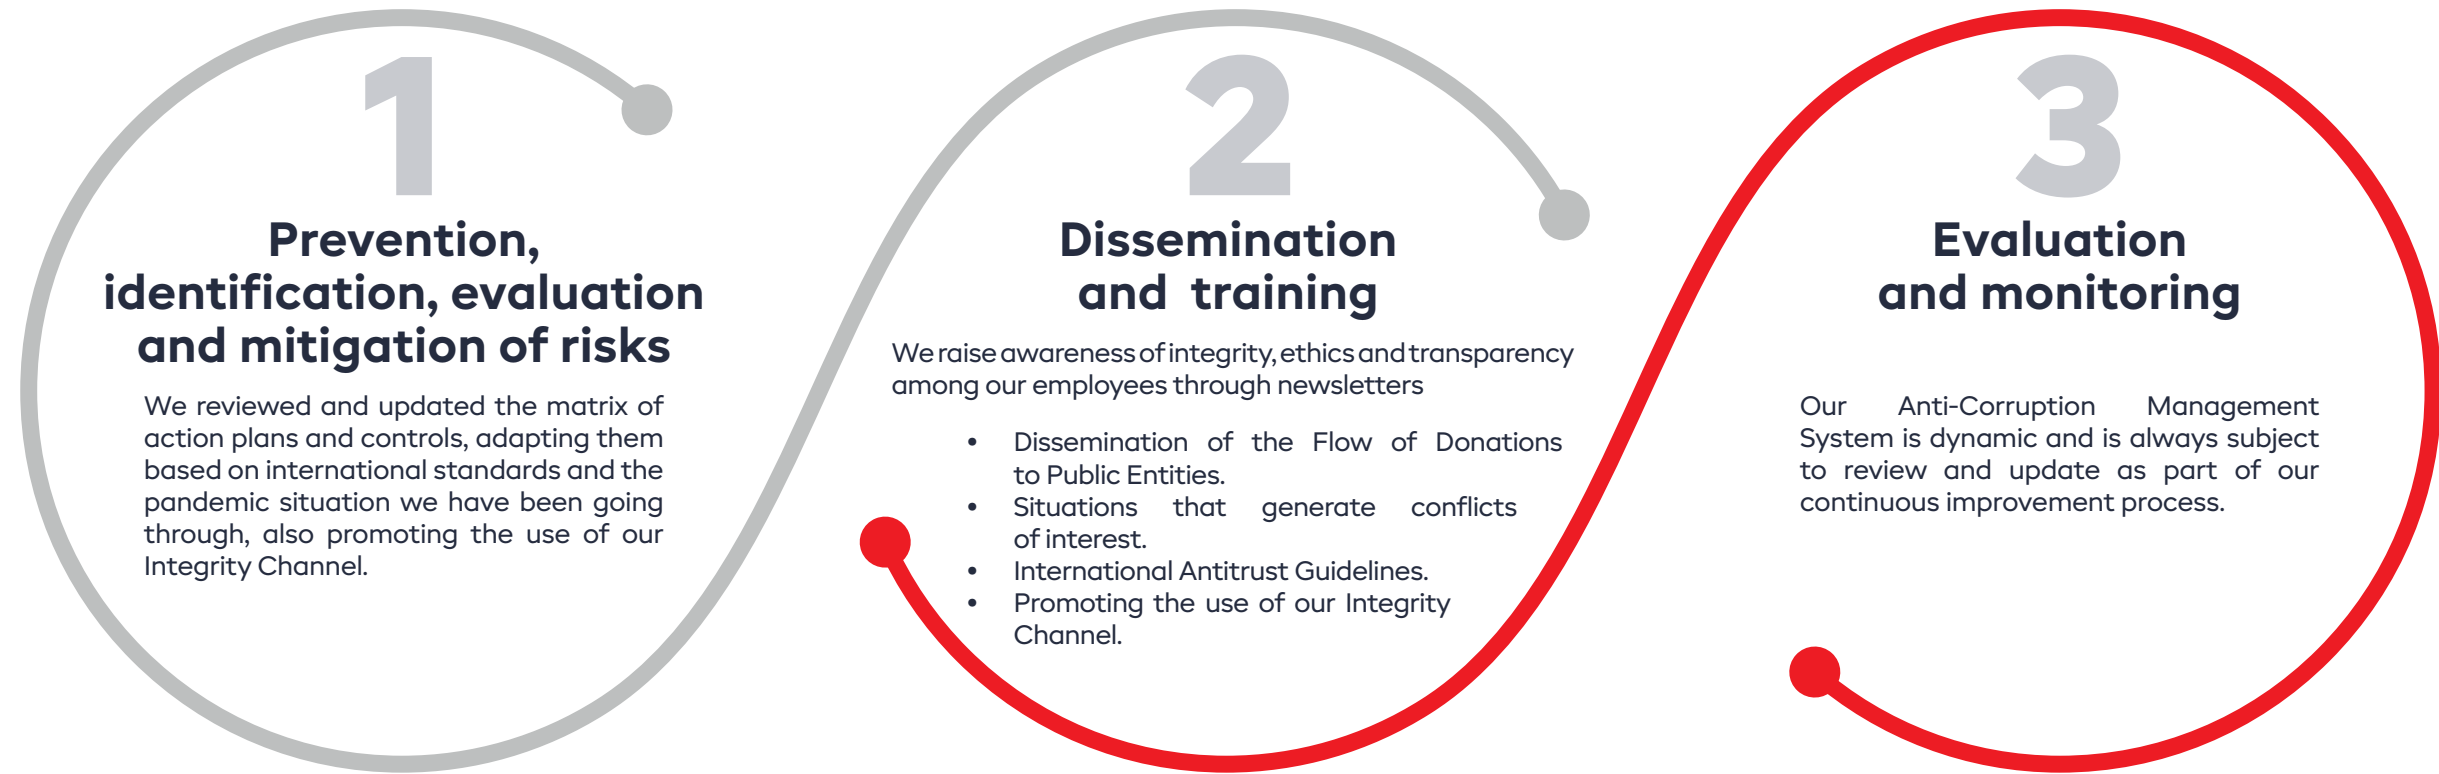 1
Prevention,
identification, evaluation
and mitigation of risks
We reviewed and updated the matrix of
action plans and controls, adapting them
based on international standards and the
pandemic situation we have been going
through, also promoting the use of our
Integrity Channel.
2
Dissemination
and training
We raise awareness of integrity, ethics and transparency
among our employees through newsletters
• Dissemination of the Flow of Donations
to Public Entities.
• Situations that generate conflicts
of interest.
• International Antitrust Guidelines.
• Promoting the use of our Integrity
Channel.
3
Evaluation
and monitoring
Our Anti-Corruption Management
System is dynamic and is always subject
to review and update as part of our
continuous improvement process.